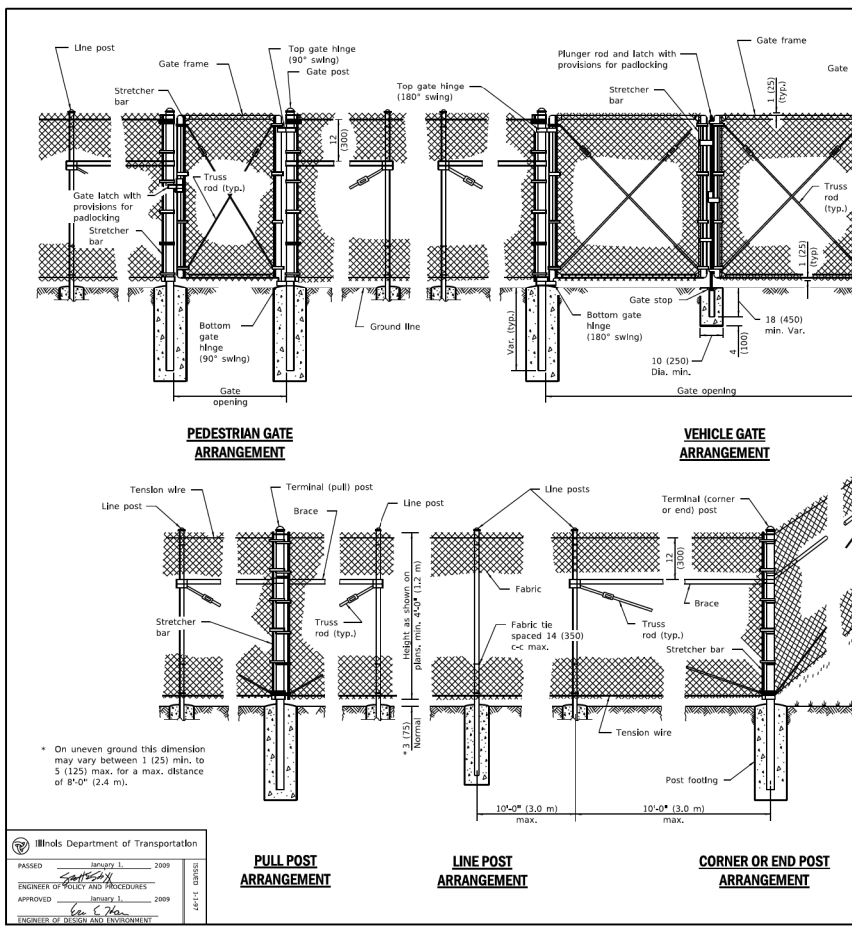 Line post
Gate frame
Stretcher
bar
Top gate hinge
(90° swing)
Gate post
12
(300)
Truss
rod (typ.)
Gate latch with
provisions for
padlocking
Stretcher
bar
Bottom
gate
hinge
(90° swing)
Ground line
Gate
opening
PEDESTRIAN GATE
ARRANGEMENT
Top gate hinge
(180° swing)
Plunger rod and latch with
provisions for padlocking
Stretcher
bar
Gate frame
Gate
1 (25)
(typ.)
Truss
rod
(typ.)
1 (25)
(typ)
Var. (typ.)
Bottom gate
hinge
(180° swing)
Gate stop
18 (450)
min. Var.
4
(100)
10 (250)
Dia. min.
Gate opening
VEHICLE GATE
ARRANGEMENT
Tension wire
Line post
Terminal (pull) post
Brace
Line post
Stretcher
bar
Truss
rod (typ.)
Height as shown on
plans, min. 4'-0" (1.2 m)
* 3 (75)
Normal
* On uneven ground this dimension
may vary between 1 (25) min. to
5 (125) max. for a max. distance
of 8'-0" (2.4 m).
Line posts
Fabric
Fabric tie
spaced 14 (350)
c-c max.
Truss
rod (typ.)
Tension wire
Terminal (corner
or end) post
12
(300)
Brace
Stretcher bar
Post footing
10'-0" (3.0 m)
max.
10'-0" (3.0 m)
max.
PULL POST
ARRANGEMENT
LINE POST
ARRANGEMENT
CORNER OR END POST
ARRANGEMENT
Illinois Department of Transportation
PASSED January 1, 2009
ENGINEER OF POLICY AND PROCEDURES
APPROVED January 1, 2009
ENGINEER OF DESIGN AND ENVIRONMENT
ISSUED 1-1-97